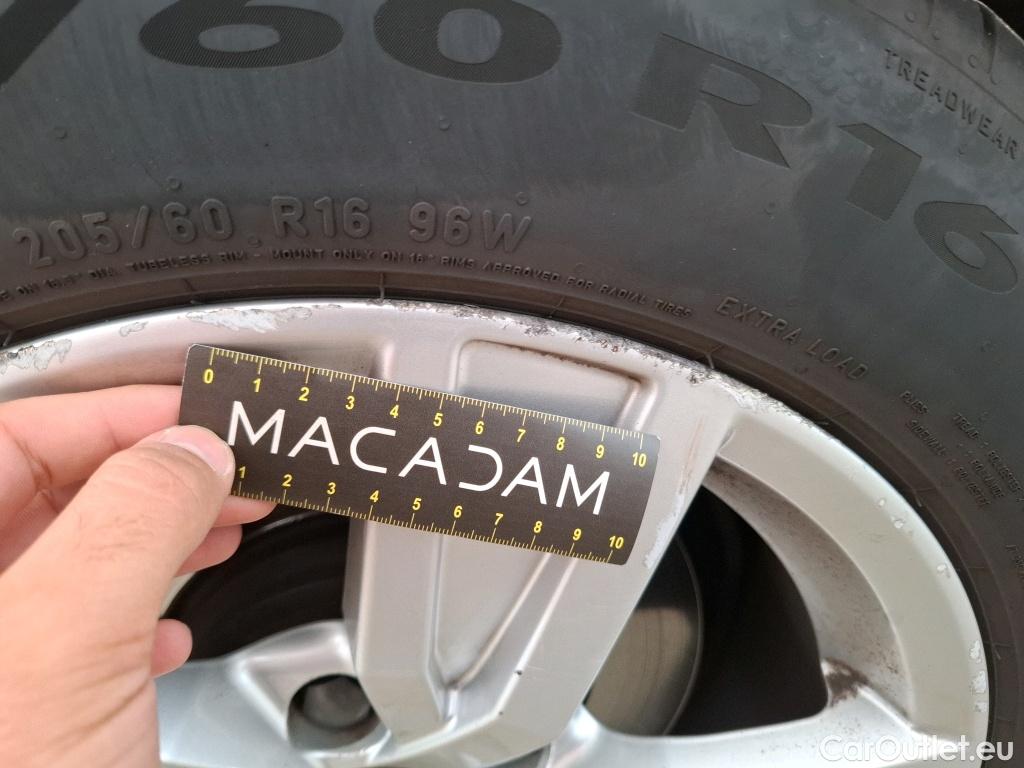 /60 R16
TREADWEAR
205/60 R16 96W
DIA. TUBELESS RIM - MOUNT ONLY ON 16" RIMS APPROVED FOR RADIAL TIRES
EXTRA LOAD
0 1 2 3 4 5 6 7 8 9 10
MACADAM
1 2 3 4 5 6 7 8 9 10
CarOutlet.eu